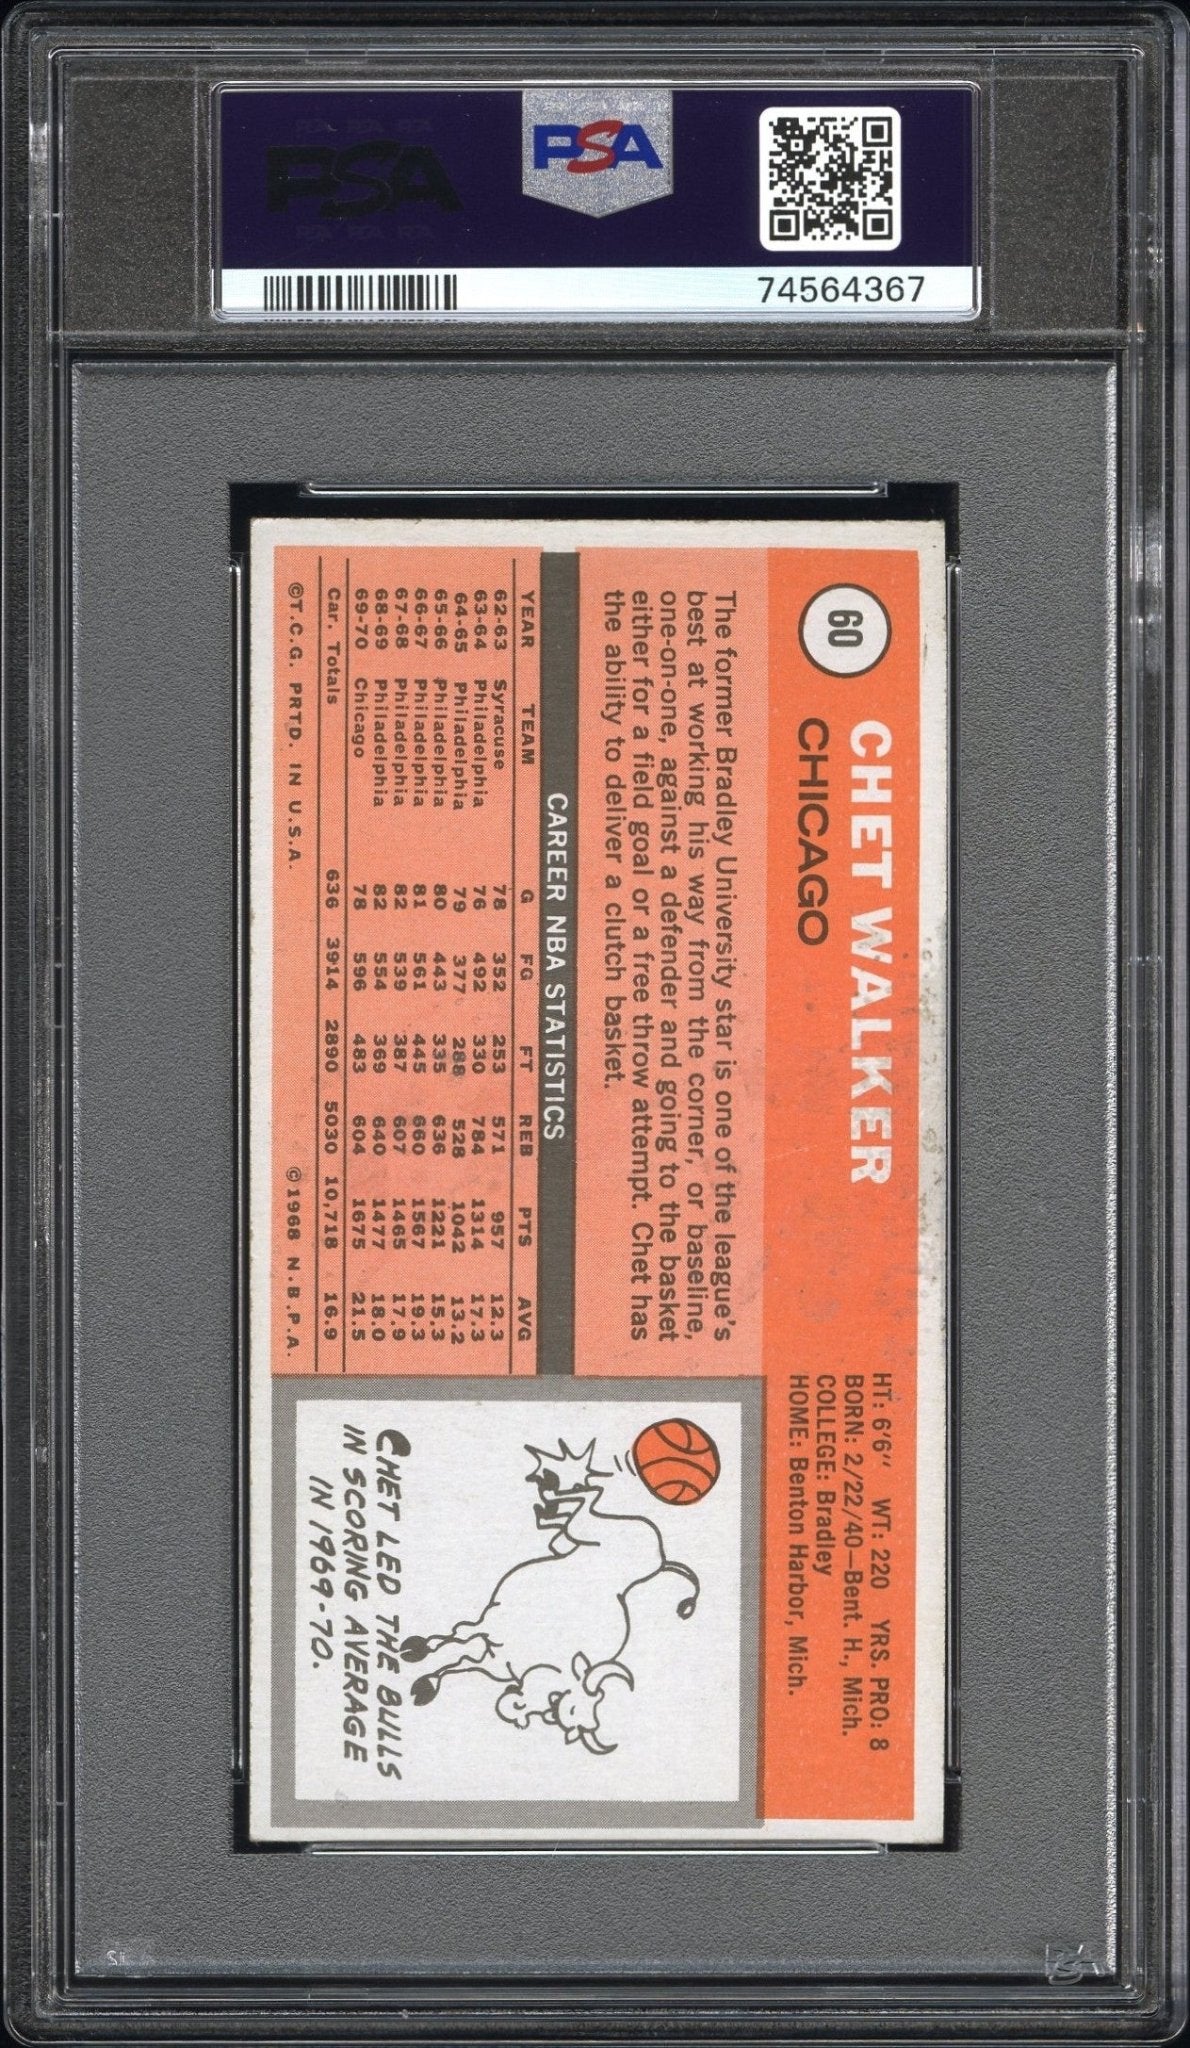 PSA
PSA
74564367
60
CHET WALKER
CHICAGO
HT: 6'6" WT: 220 YRS. PRO: 8
BORN: 2/22/40—Bent. H., Mich.
COLLEGE: Bradley
HOME: Benton Harbor, Mich.
The former Bradley University star is one of the league's
best at working his way from the corner, or baseline,
one-on-one, against a defender and going to the basket
either for a field goal or a free throw attempt. Chet has
the ability to deliver a clutch basket.
CAREER NBA STATISTICS
YEAR TEAM G FG FT REB PTS AVG
62-63 Syracuse 78 352 253 571 957 12.3
63-64 Philadelphia 76 492 330 784 1314 17.3
64-65 Philadelphia 79 377 288 528 1042 13.2
65-66 Philadelphia 80 443 335 636 1221 15.3
66-67 Philadelphia 81 561 445 660 1567 19.3
67-68 Philadelphia 82 539 387 607 1465 17.9
68-69 Philadelphia 82 554 369 640 1477 18.0
69-70 Chicago 78 596 483 604 1675 21.5
Car. Totals 636 3914 2890 5030 10,718 16.9
©T.C.G. PRTD. IN U.S.A. ©1968 N.B.P.A.
CHET LED THE BULLS
IN SCORING AVERAGE
IN 1969-70.